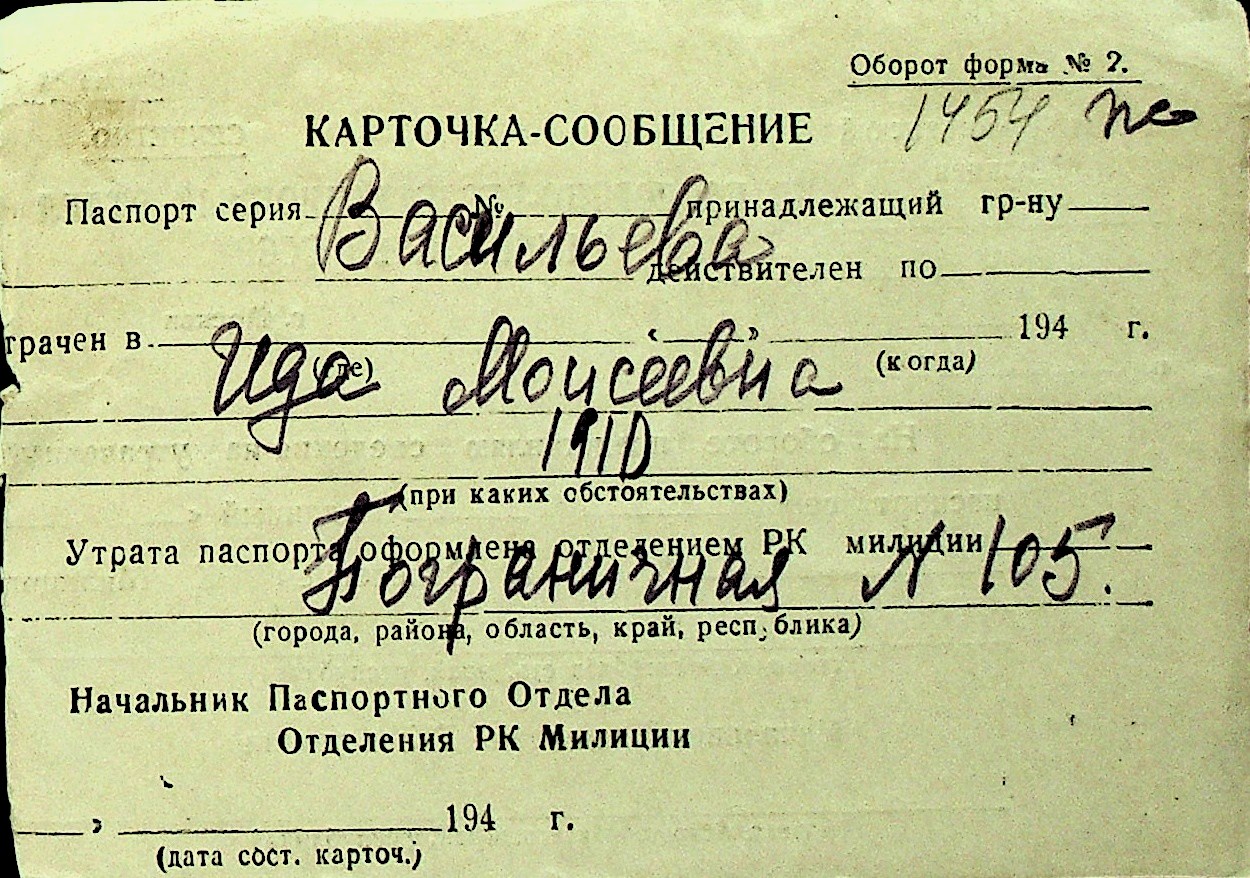 Оборот форма № 2.
1454 пс
КАРТОЧКА-СООБЩЕНИЕ
Паспорт серия № принадлежащий гр-ну
Васильева
действителен по
трачен в « » 194 г.
(где) (когда)
Ида Моисеевна
1910
(при каких обстоятельствах)
Утрата паспорта оформлена отделением РК милиции
Пограничная № 105.
(города, района, область, край, республика)
Начальник Паспортного Отдела
Отделения РК Милиции
» 194 г.
(дата сост. карточ.)